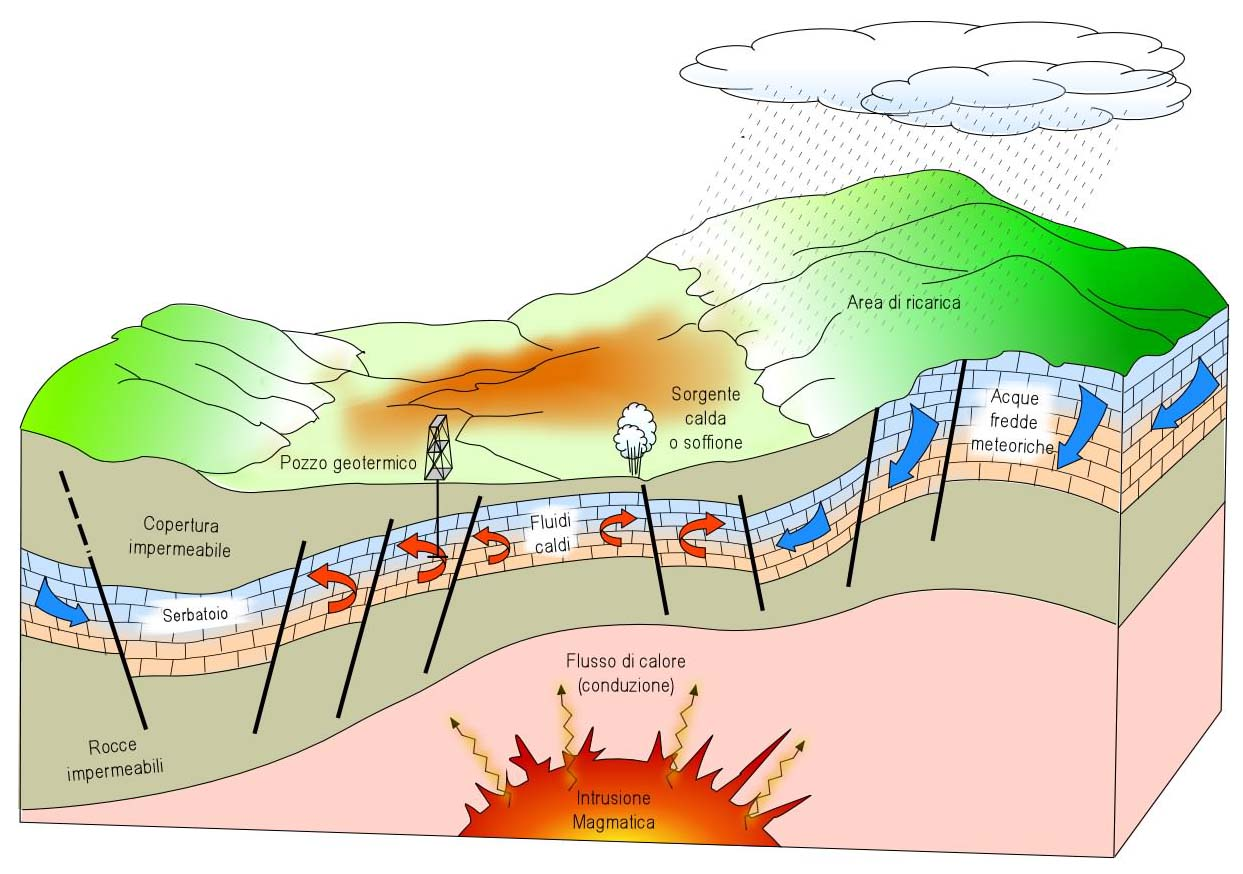 Area di ricarica
Acque
fredde
meteoriche
Sorgente
calda
o soffione
Pozzo geotermico
Copertura
impermeabile
Fluidi
caldi
Serbatoio
Flusso di calore
(conduzione)
Rocce
impermeabili
Intrusione
Magmatica